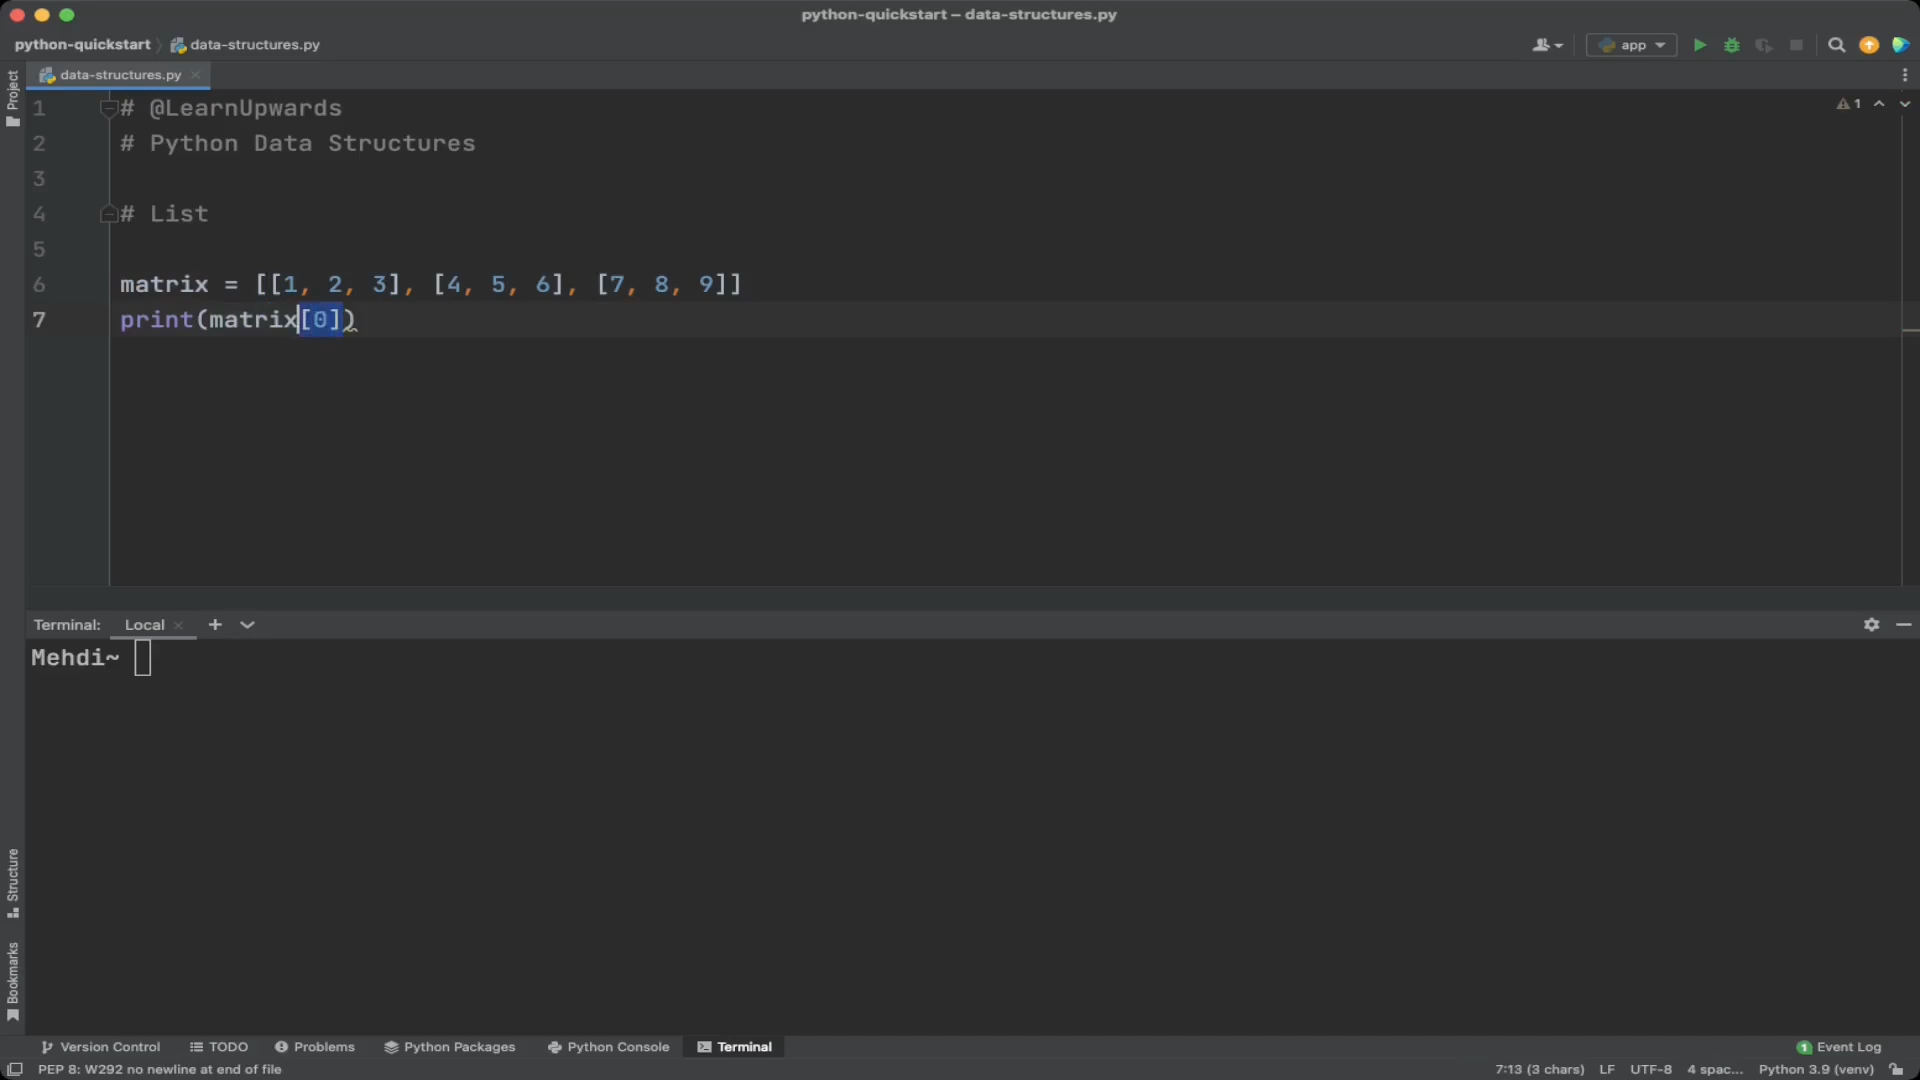 python-quickstart – data-structures.py
python-quickstart data-structures.py
app
data-structures.py
Project
1 # @LearnUpwards
1
2 # Python Data Structures
3
4 # List
5
6 matrix = [[1, 2, 3], [4, 5, 6], [7, 8, 9]]
7 print(matrix[0])
Terminal: Local
Mehdi~
Structure
Bookmarks
Version Control TODO Problems Python Packages Python Console Terminal 1 Event Log
PEP 8: W292 no newline at end of file 7:13 (3 chars) LF UTF-8 4 spac... Python 3.9 (venv)